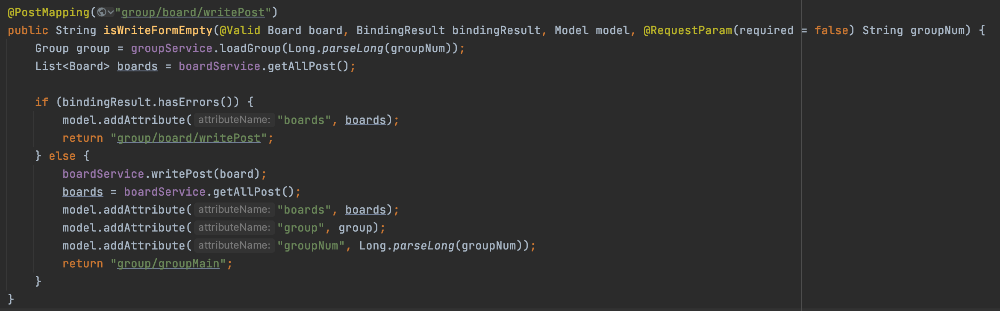 @PostMapping("group/board/writePost")
public String isWriteFormEmpty(@Valid Board board, BindingResult bindingResult, Model model, @RequestParam(required = false) String groupNum) {
    Group group = groupService.loadGroup(Long.parseLong(groupNum));
    List<Board> boards = boardService.getAllPost();

    if (bindingResult.hasErrors()) {
        model.addAttribute( attributeName: "boards", boards);
        return "group/board/writePost";
    } else {
        boardService.writePost(board);
        boards = boardService.getAllPost();
        model.addAttribute( attributeName: "boards", boards);
        model.addAttribute( attributeName: "group", group);
        model.addAttribute( attributeName: "groupNum", Long.parseLong(groupNum));
        return "group/groupMain";
    }
}